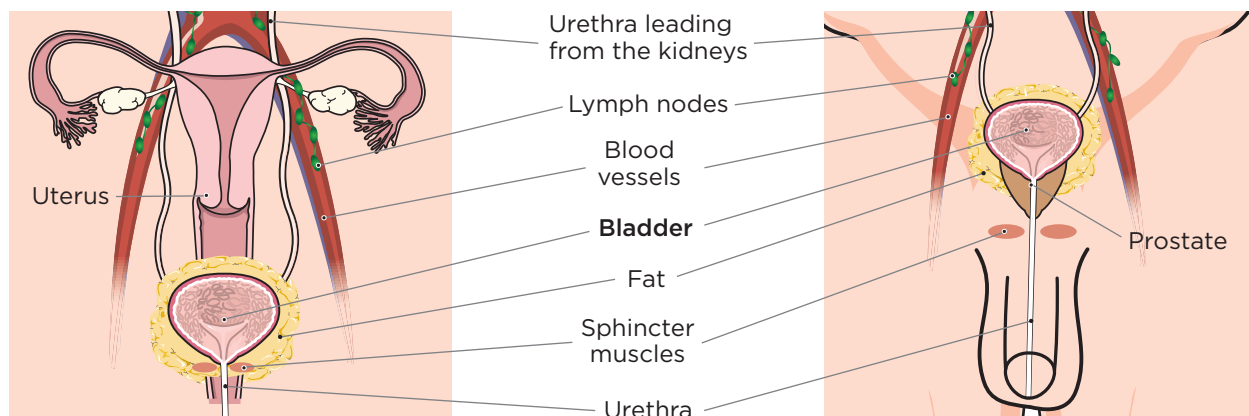 Urethra leading
from the kidneys
Lymph nodes
Blood
vessels
Uterus
Bladder
Prostate
Fat
Sphincter
muscles
Urethra